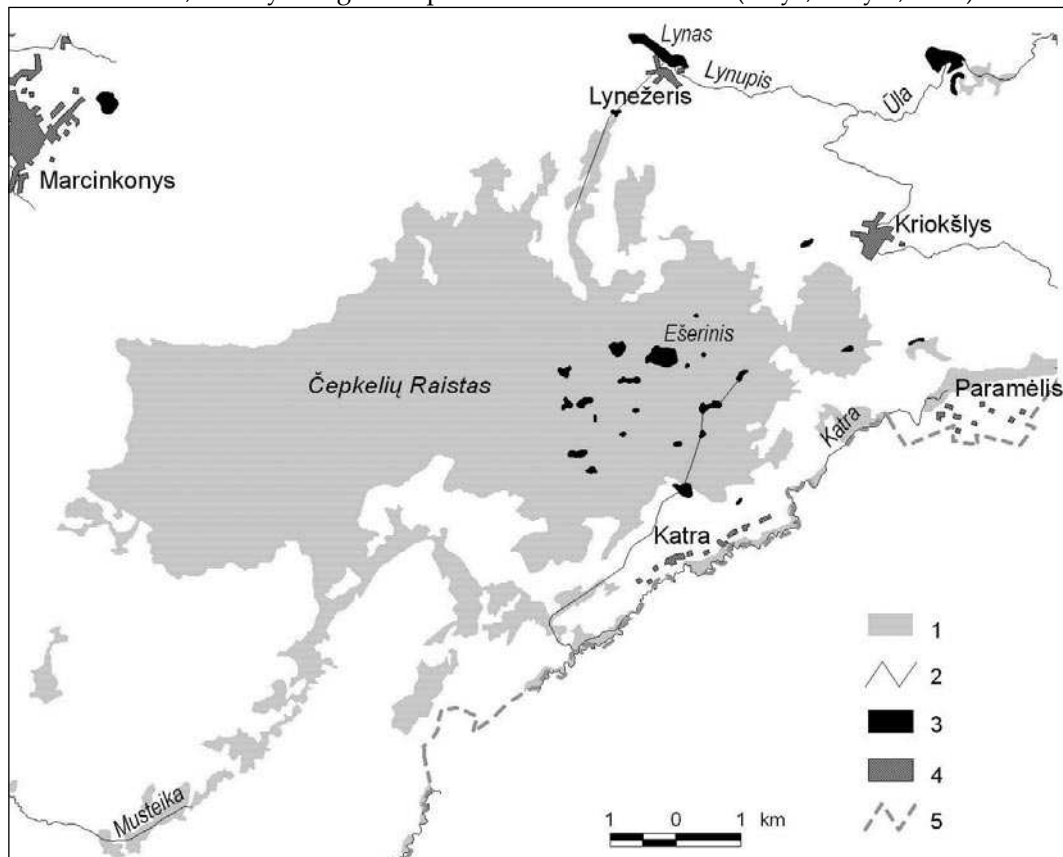 Lynas
Lynupis
Lynežeris
Ūla
Marcinkonys
Kriokšlys
Ešerinis
Čepkelių Raistas
Paramėlis
Katra
Katra
1
2
3
4
5
Musteika
1 0 1 km